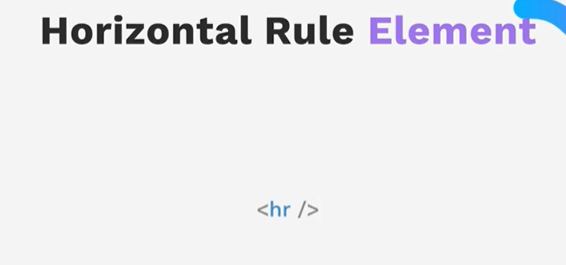 Horizontal Rule Element
<hr />